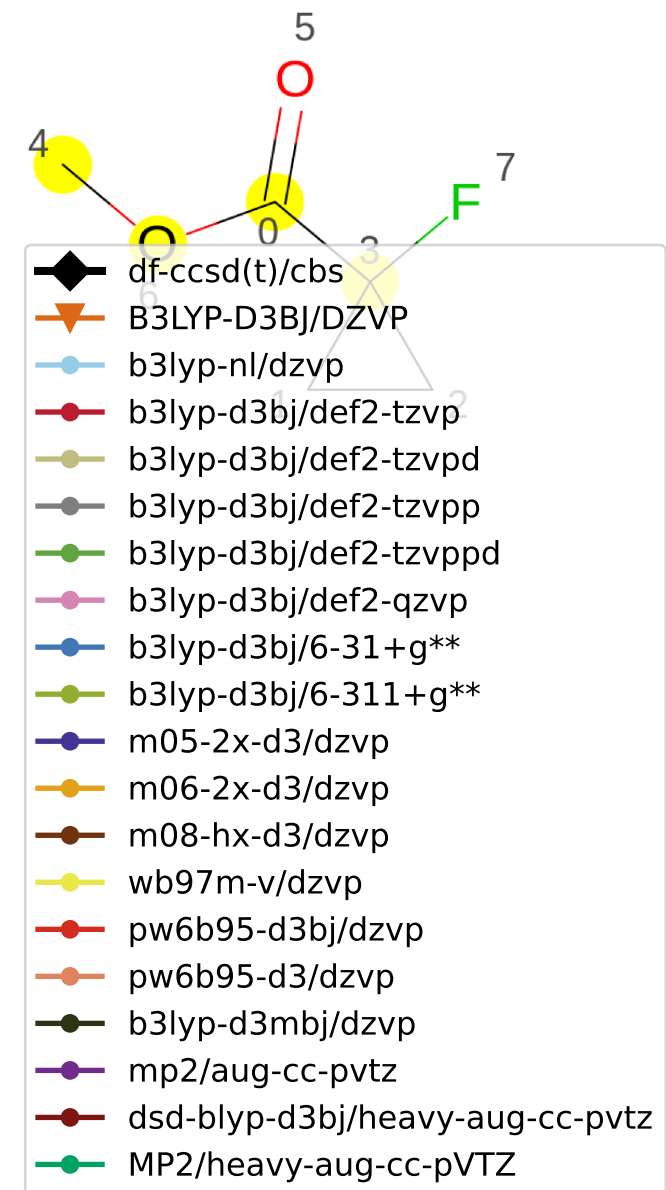 5
O
4
7
F
O
0
3
6
1
2
df-ccsd(t)/cbs
B3LYP-D3BJ/DZVP
b3lyp-nl/dzvp
b3lyp-d3bj/def2-tzvp
b3lyp-d3bj/def2-tzvpd
b3lyp-d3bj/def2-tzvpp
b3lyp-d3bj/def2-tzvppd
b3lyp-d3bj/def2-qzvp
b3lyp-d3bj/6-31+g**
b3lyp-d3bj/6-311+g**
m05-2x-d3/dzvp
m06-2x-d3/dzvp
m08-hx-d3/dzvp
wb97m-v/dzvp
pw6b95-d3bj/dzvp
pw6b95-d3/dzvp
b3lyp-d3mbj/dzvp
mp2/aug-cc-pvtz
dsd-blyp-d3bj/heavy-aug-cc-pvtz
MP2/heavy-aug-cc-pVTZ